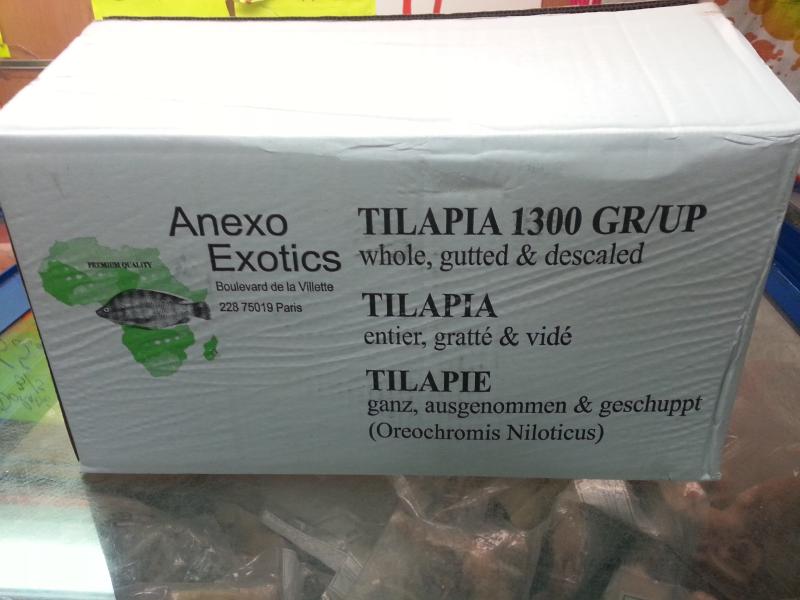 Anexo
Exotics
Boulevard de la Villette
228 75019 Paris
PREMIUM QUALITY
TILAPIA 1300 GR/UP
whole, gutted & descaled
TILAPIA
entier, gratté & vidé
TILAPIE
ganz, ausgenommen & geschuppt
(Oreochromis Niloticus)